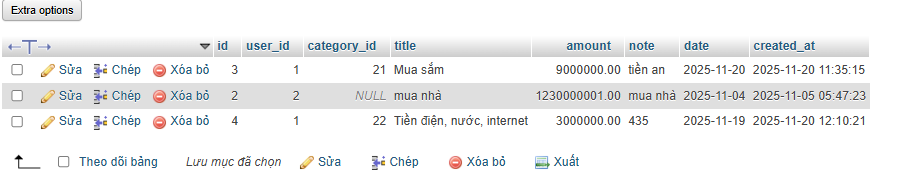 Extra options
id user_id category_id title amount note date created_at
Sửa Chép Xóa bỏ 3 1 21 Mua sắm 9000000.00 tiền an 2025-11-20 2025-11-20 11:35:15
Sửa Chép Xóa bỏ 2 2 NULL mua nhà 1230000001.00 mua nhà 2025-11-04 2025-11-05 05:47:23
Sửa Chép Xóa bỏ 4 1 22 Tiền điện, nước, internet 3000000.00 435 2025-11-19 2025-11-20 12:10:21
Theo dõi bảng Lưu mục đã chọn Sửa Chép Xóa bỏ Xuất